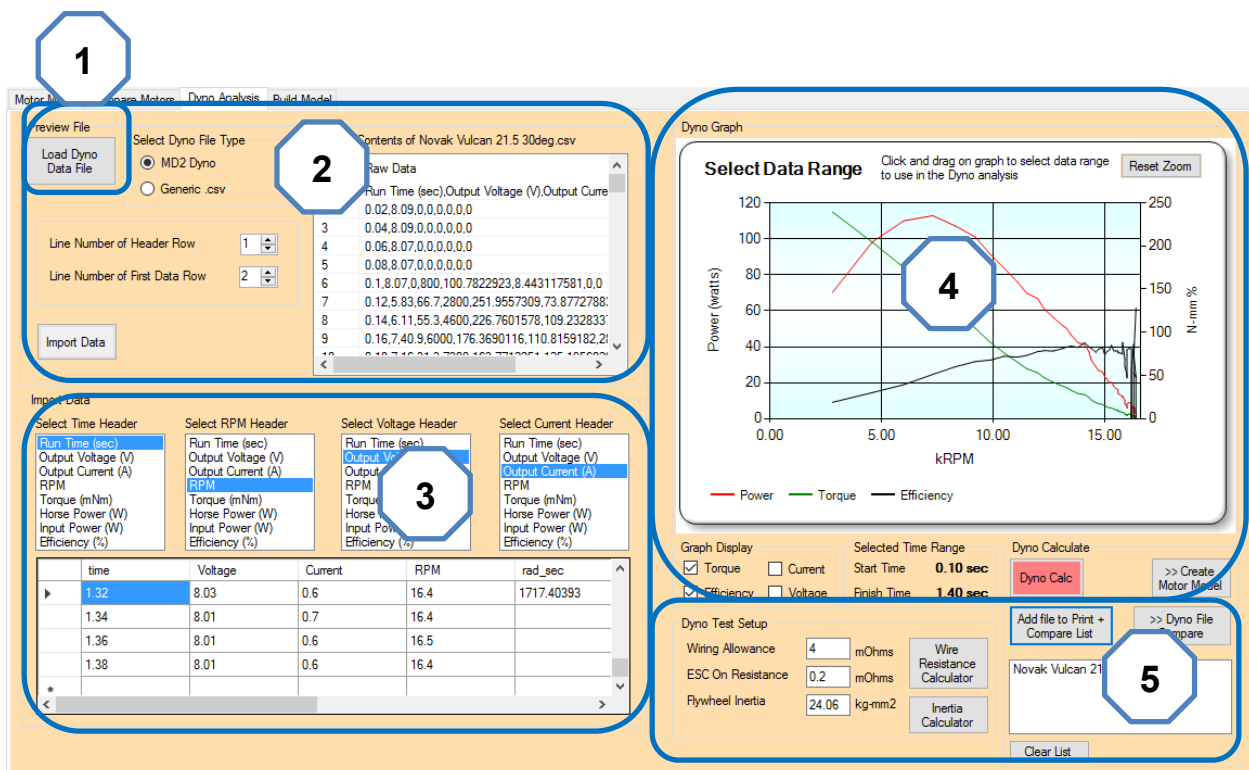 1
Motor M
pare Motors
Dyno Analysis
Build Model
Preview File
Load Dyno
Data File
Select Dyno File Type
MD2 Dyno
Generic .csv
Line Number of Header Row 1
Line Number of First Data Row 2
Import Data
2
Contents of Novak Vulcan 21.5 30deg.csv
Raw Data
Run Time (sec),Output Voltage (V),Output Curre
0.02,8.09,0,0,0,0,0,0
3 0.04,8.09,0,0,0,0,0,0
4 0.06,8.07,0,0,0,0,0,0
5 0.08,8.07,0,0,0,0,0,0
6 0.1,8.07,0,800,100.7822923,8.443117581,0,0
7 0.12,5.83,66.7,2800,251.9557309,73.8772788
8 0.14,6.11,55.3,4600,226.7601578,109.232833
9 0.16,7,40.9,6000,176.3690116,110.8159182,2
Import Data
Select Time Header
Run Time (sec)
Output Voltage (V)
Output Current (A)
RPM
Torque (mNm)
Horse Power (W)
Input Power (W)
Efficiency (%)
Select RPM Header
Run Time (sec)
Output Voltage (V)
Output Current (A)
RPM
Torque (mNm)
Horse Power (W)
Input Power (W)
Efficiency (%)
Select Voltage Header
Run Time (sec)
Output Vo
Output
RPM
Torque
Horse
Input Pow
Efficiency (%)
3
Select Current Header
Run Time (sec)
Output Voltage (V)
Output Current (A)
RPM
Torque (mNm)
Horse Power (W)
Input Power (W)
Efficiency (%)
time Voltage Current RPM rad_sec
1.32 8.03 0.6 16.4 1717.40393
1.34 8.01 0.7 16.4
1.36 8.01 0.6 16.5
1.38 8.01 0.6 16.4
*
Dyno Graph
Select Data Range
Click and drag on graph to select data range
to use in the Dyno analysis
Reset Zoom
Power (watts)
120
100
80
60
40
20
0
250
200
150
100
50
0
N-mm %
4
0.00 5.00 10.00 15.00
kRPM
Power Torque Efficiency
Graph Display
Torque Current
Efficiency Voltage
Selected Time Range
Start Time 0.10 sec
Finish Time 1.40 sec
Dyno Calculate
Dyno Calc
>> Create
Motor Model
Dyno Test Setup
Wiring Allowance 4 mOhms
ESC On Resistance 0.2 mOhms
Flywheel Inertia 24.06 kg-mm2
Wire
Resistance
Calculator
Inertia
Calculator
Add file to Print +
Compare List
>> Dyno File
Compare
Novak Vulcan 21
5
Clear List